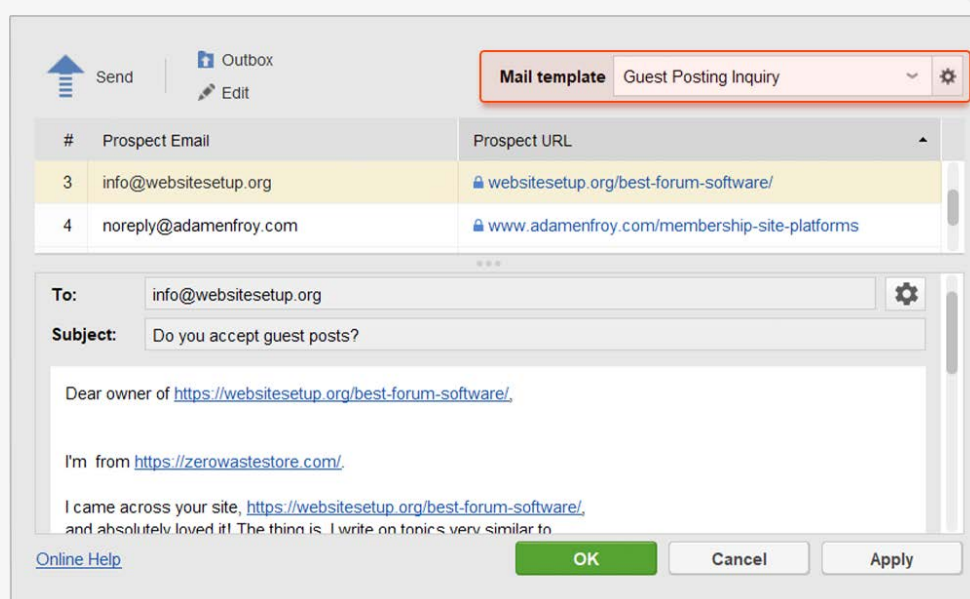 Send
Outbox
Edit
Mail template Guest Posting Inquiry
# Prospect Email Prospect URL
3 info@websitesetup.org websitesetup.org/best-forum-software/
4 noreply@adamenfroy.com www.adamenfroy.com/membership-site-platforms
To: info@websitesetup.org
Subject: Do you accept guest posts?
Dear owner of https://websitesetup.org/best-forum-software/,
I'm from https://zerowastestore.com/.
I came across your site, https://websitesetup.org/best-forum-software/,
and absolutely loved it! The thing is, I write on topics very similar to
Online Help OK Cancel Apply